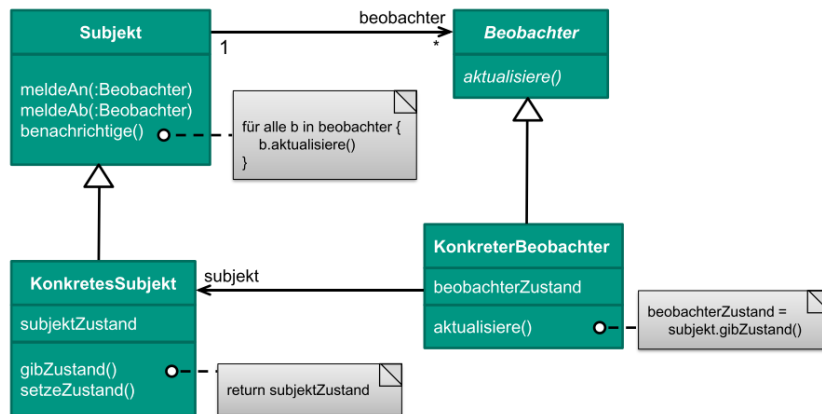 Subjekt
meldeAn(:Beobachter)
meldeAb(:Beobachter)
benachrichtige()
für alle b in beobachter {
b.aktualisiere()
}
beobachter
1
*
Beobachter
aktualisiere()
KonkretesSubjekt
subjektZustand
gibZustand()
setzeZustand()
return subjektZustand
subjekt
KonkreterBeobachter
beobachterZustand
aktualisiere()
beobachterZustand =
subjekt.gibZustand()